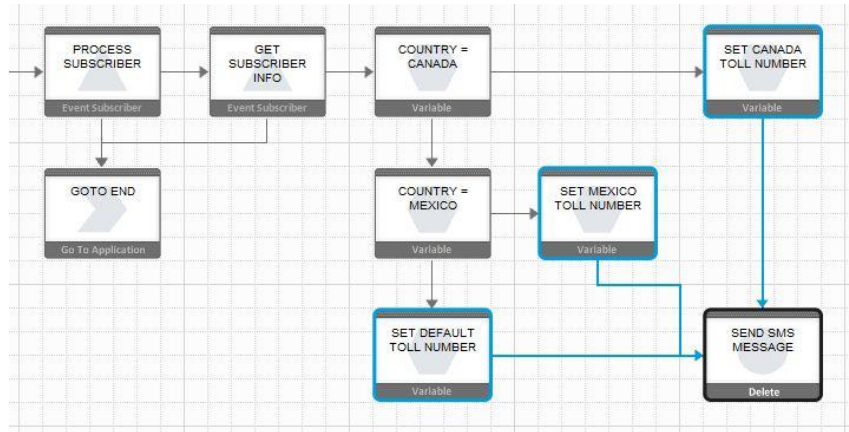 PROCESS
SUBSCRIBER
Event Subscriber
GET
SUBSCRIBER
INFO
Event Subscriber
COUNTRY =
CANADA
Variable
SET CANADA
TOLL NUMBER
Variable
GOTO END
Go To Application
COUNTRY =
MEXICO
Variable
SET MEXICO
TOLL NUMBER
Variable
SET DEFAULT
TOLL NUMBER
Variable
SEND SMS
MESSAGE
Delete